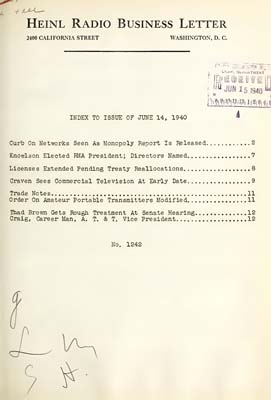 HEINL RADIO BUSINESS LETTER
2400 CALIFORNIA STREET WASHINGTON, D. C.
RECEIVED
JUN 15 1940
INDEX TO ISSUE OF JUNE 14, 1940
Curb On Networks Seen As Monopoly Report Is Released............2
Knowlson Elected RMA President; Directors Named.................7
Licenses Extended Pending Treaty Reallocations..................8
Craven Sees Commercial Television At Early Date.................9
Trade Notes....................................................11
Order On Amateur Portable Transmitters Modified................11
Thad Brown Gets Rough Treatment At Senate Hearing..............12
Craig, Career Man, A. T. & T. Vice President...................12
No. 1242